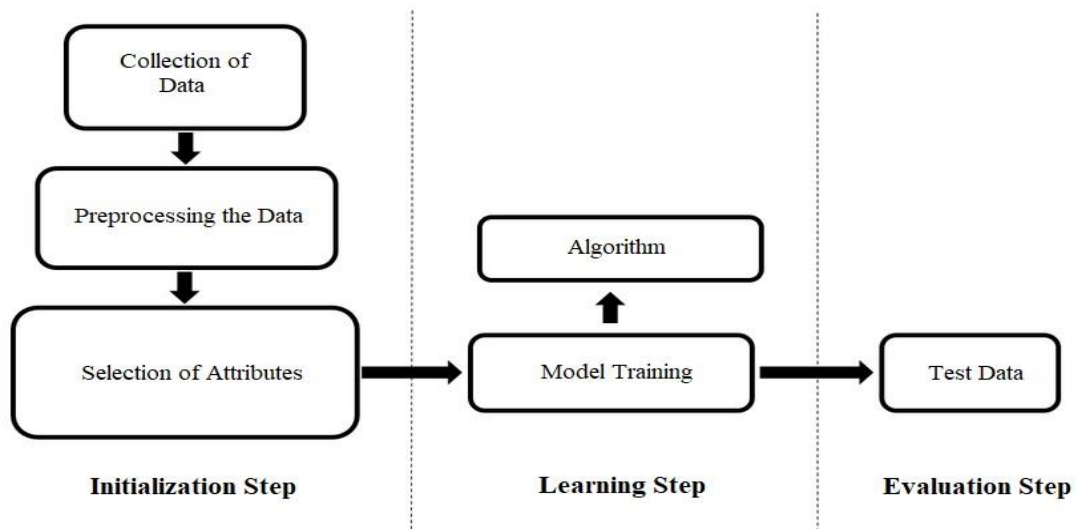 Collection of
Data
Preprocessing the Data
Algorithm
Selection of Attributes
Model Training
Test Data
Initialization Step
Learning Step
Evaluation Step